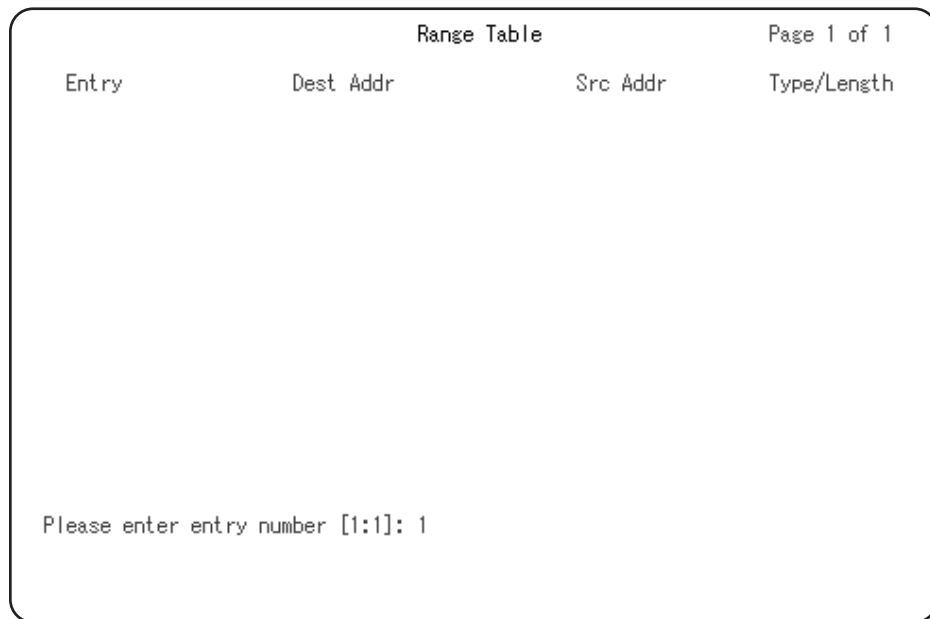 Range Table Page 1 of 1
Entry Dest Addr Src Addr Type/Length
Please enter entry number [1:1]: 1